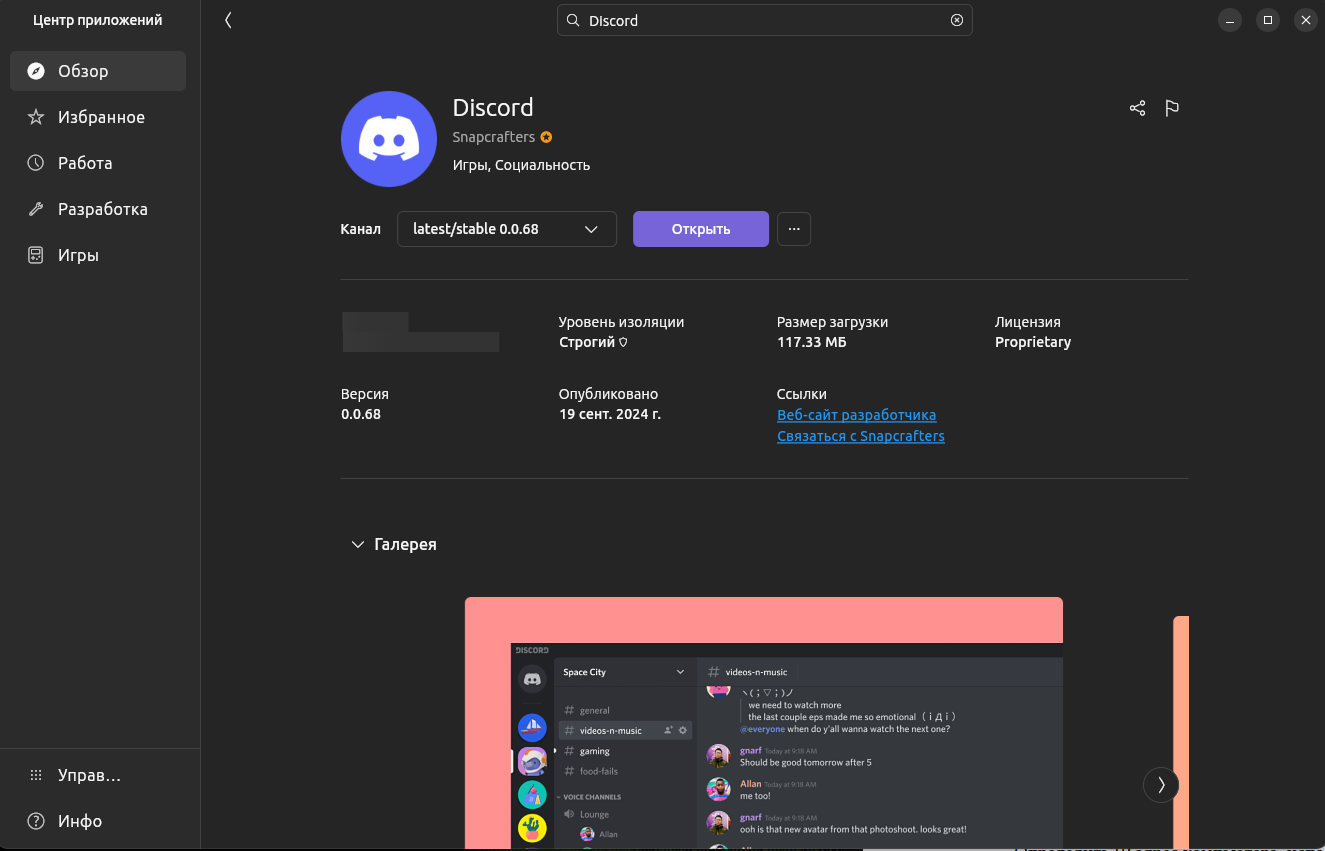 Центр приложений
Discord
Обзор
Избранное
Работа
Разработка
Игры
Управ...
Инфо
Discord
Snapcrafters
Игры, Социальность
Канал
latest/stable 0.0.68
Открыть
Уровень изоляции
Строгий
Размер загрузки
117.33 МБ
Лицензия
Proprietary
Версия
0.0.68
Опубликовано
19 сент. 2024 г.
Ссылки
Веб-сайт разработчика
Связаться с Snapcrafters
Галерея
DISCORD
Space City
# general
# videos-n-music
# gaming
# food-fails
VOICE CHANNELS
Lounge
Allan
# videos-n-music
ヽ(；▽；)ノ
we need to watch more
the last couple eps made me so emotional （ｉДｉ）
@everyone when do y'all wanna watch the next one?
gnarf Today at 9:18 AM
Should be good tomorrow after 5
Allan Today at 9:18 AM
me too!
gnarf Today at 9:18 AM
ooh is that new avatar from that photoshoot. looks great!